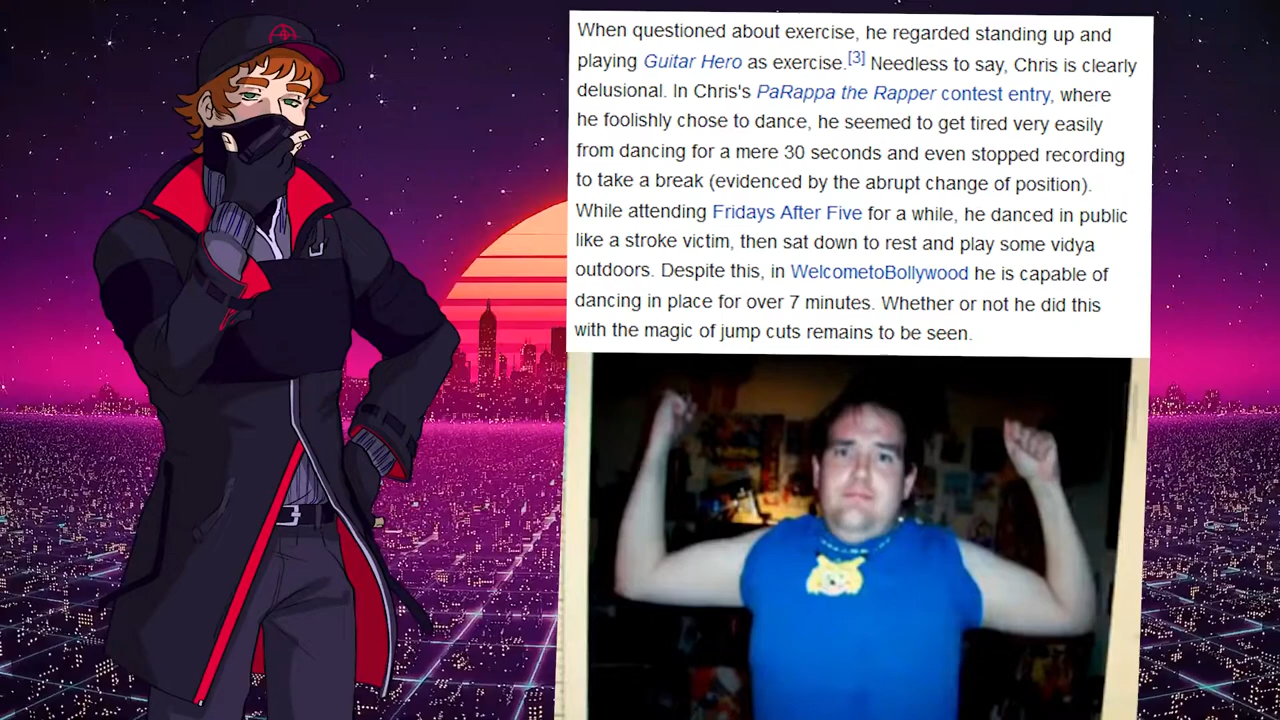 When questioned about exercise, he regarded standing up and
playing Guitar Hero as exercise.[3] Needless to say, Chris is clearly
delusional. In Chris's PaRappa the Rapper contest entry, where
he foolishly chose to dance, he seemed to get tired very easily
from dancing for a mere 30 seconds and even stopped recording
to take a break (evidenced by the abrupt change of position).
While attending Fridays After Five for a while, he danced in public
like a stroke victim, then sat down to rest and play some vidya
outdoors. Despite this, in WelcometoBollywood he is capable of
dancing in place for over 7 minutes. Whether or not he did this
with the magic of jump cuts remains to be seen.